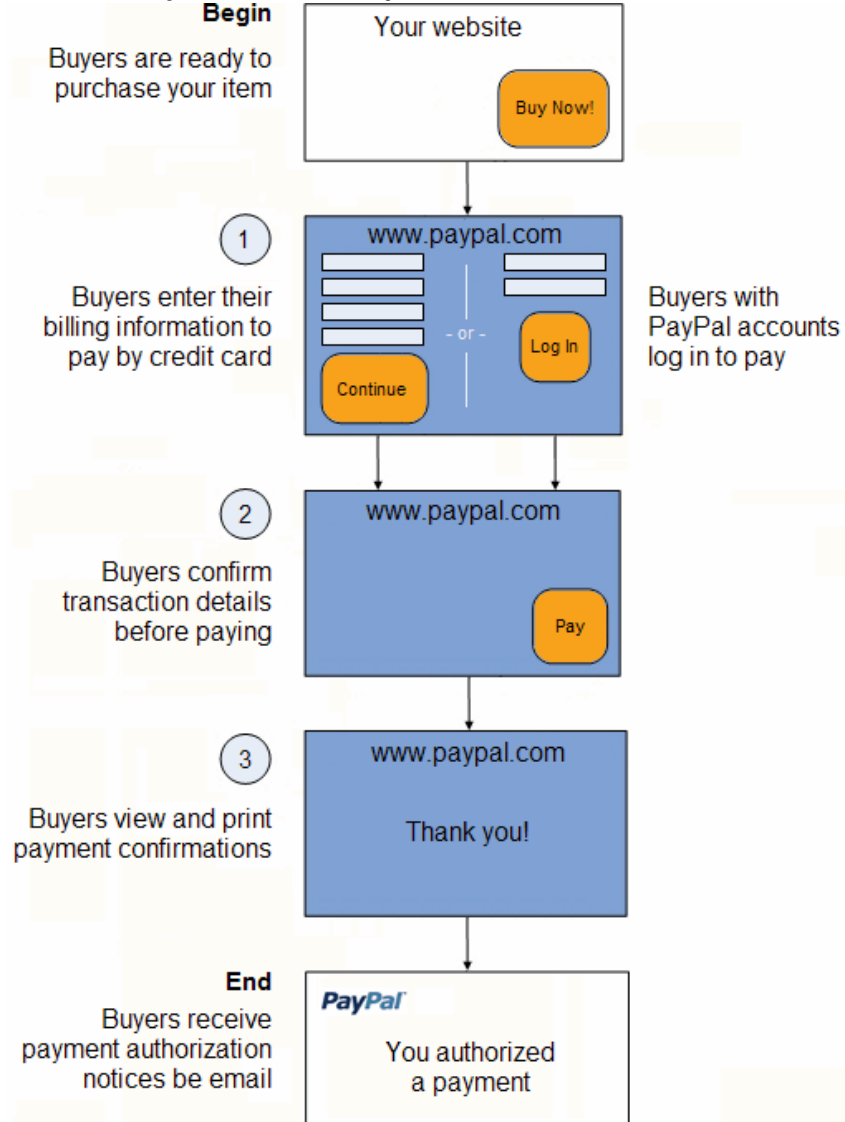 Begin
Buyers are ready to
purchase your item
Your website
Buy Now!
1
Buyers enter their
billing information to
pay by credit card
www.paypal.com
- or -
Continue
Log In
Buyers with
PayPal accounts
log in to pay
2
Buyers confirm
transaction details
before paying
www.paypal.com
Pay
3
Buyers view and print
payment confirmations
www.paypal.com
Thank you!
End
Buyers receive
payment authorization
notices be email
PayPal
You authorized
a payment